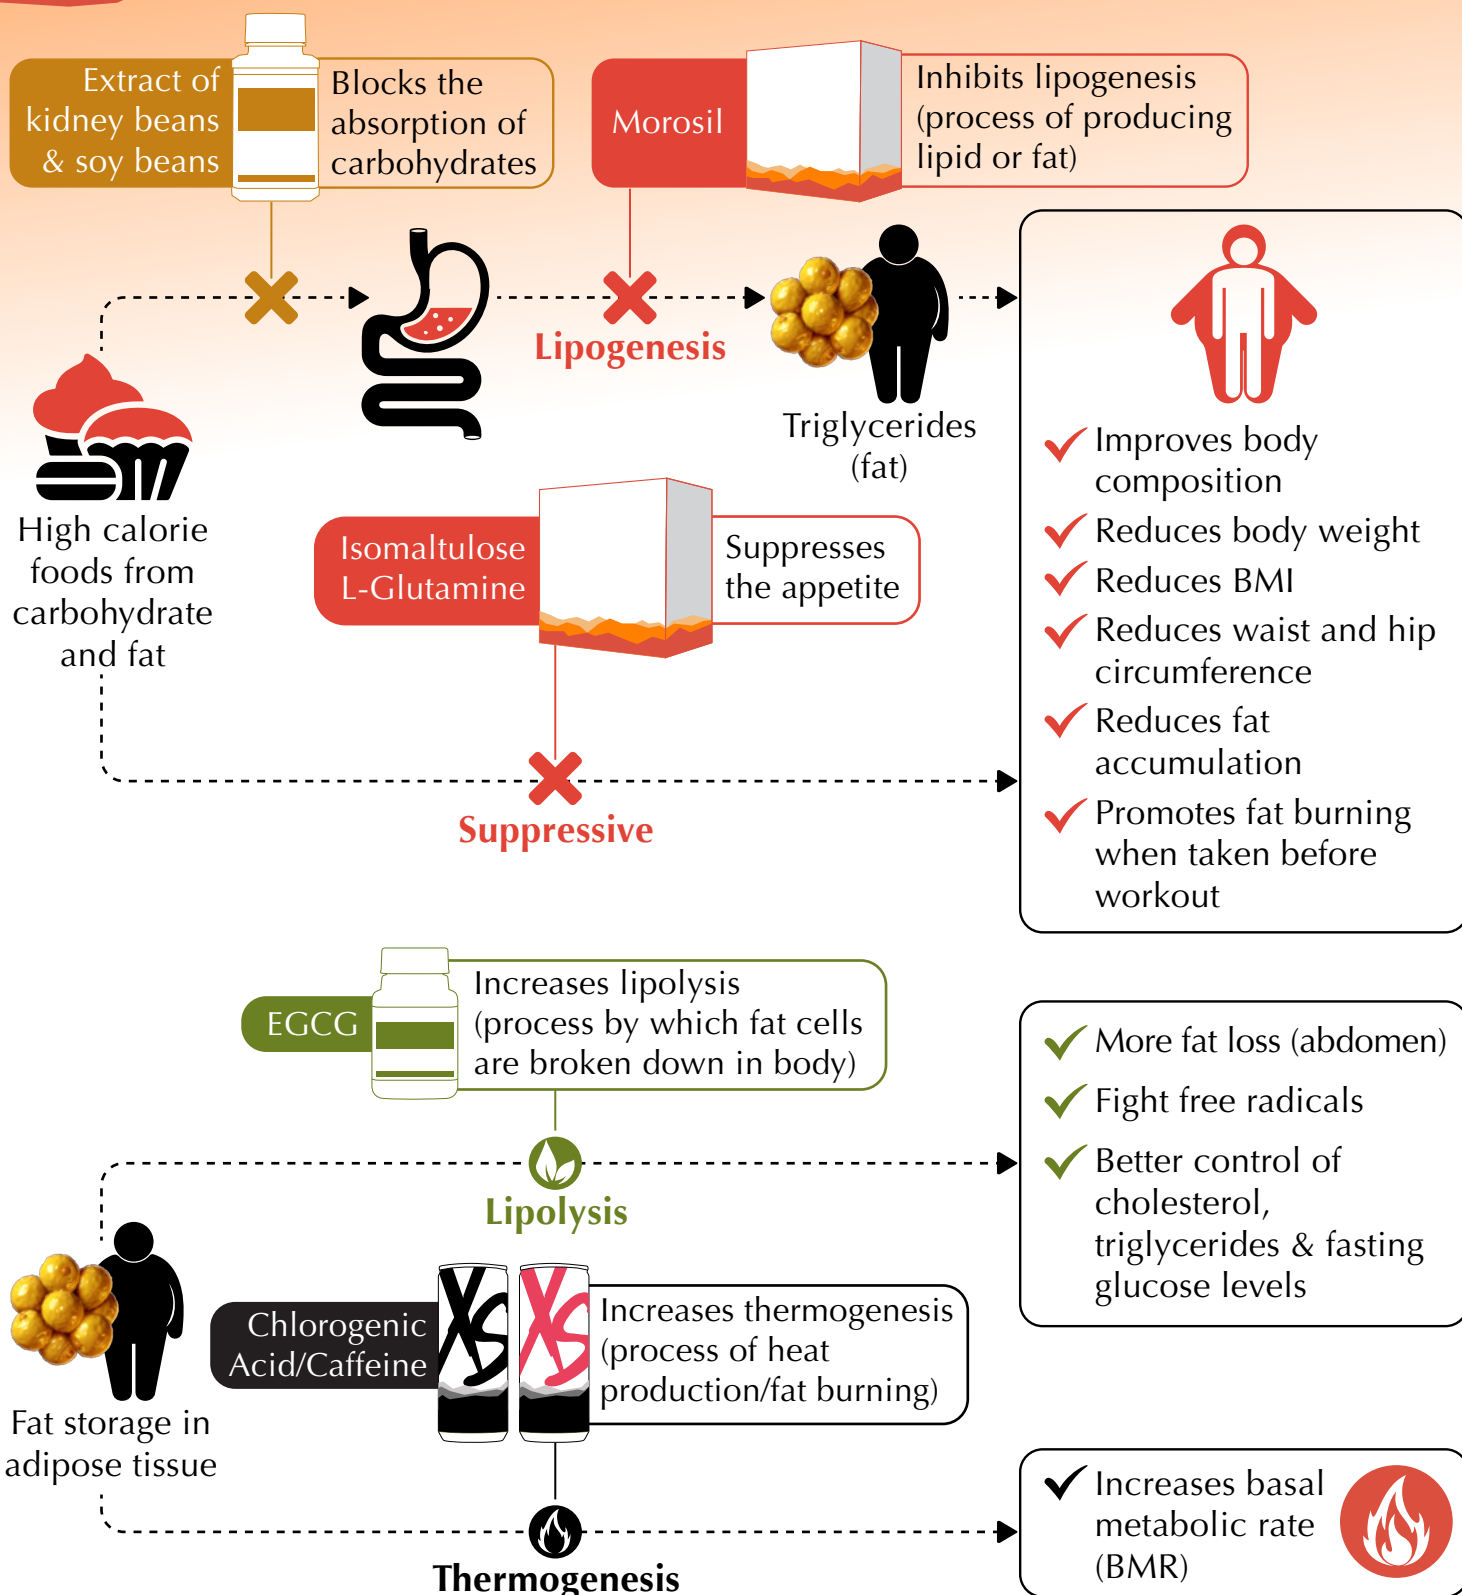 Extract of
kidney beans
& soy beans
Blocks the
absorption of
carbohydrates
Morosil
Inhibits lipogenesis
(process of producing
lipid or fat)
Lipogenesis
Triglycerides
(fat)
High calorie
foods from
carbohydrate
and fat
Isomaltulose
L-Glutamine
Suppresses
the appetite
Suppressive
Improves body
composition
Reduces body weight
Reduces BMI
Reduces waist and hip
circumference
Reduces fat
accumulation
Promotes fat burning
when taken before
workout
EGCG
Increases lipolysis
(process by which fat cells
are broken down in body)
Lipolysis
More fat loss (abdomen)
Fight free radicals
Better control of
cholesterol,
triglycerides & fasting
glucose levels
Fat storage in
adipose tissue
Chlorogenic
Acid/Caffeine
XS
XS
Increases thermogenesis
(process of heat
production/fat burning)
Thermogenesis
Increases basal
metabolic rate
(BMR)